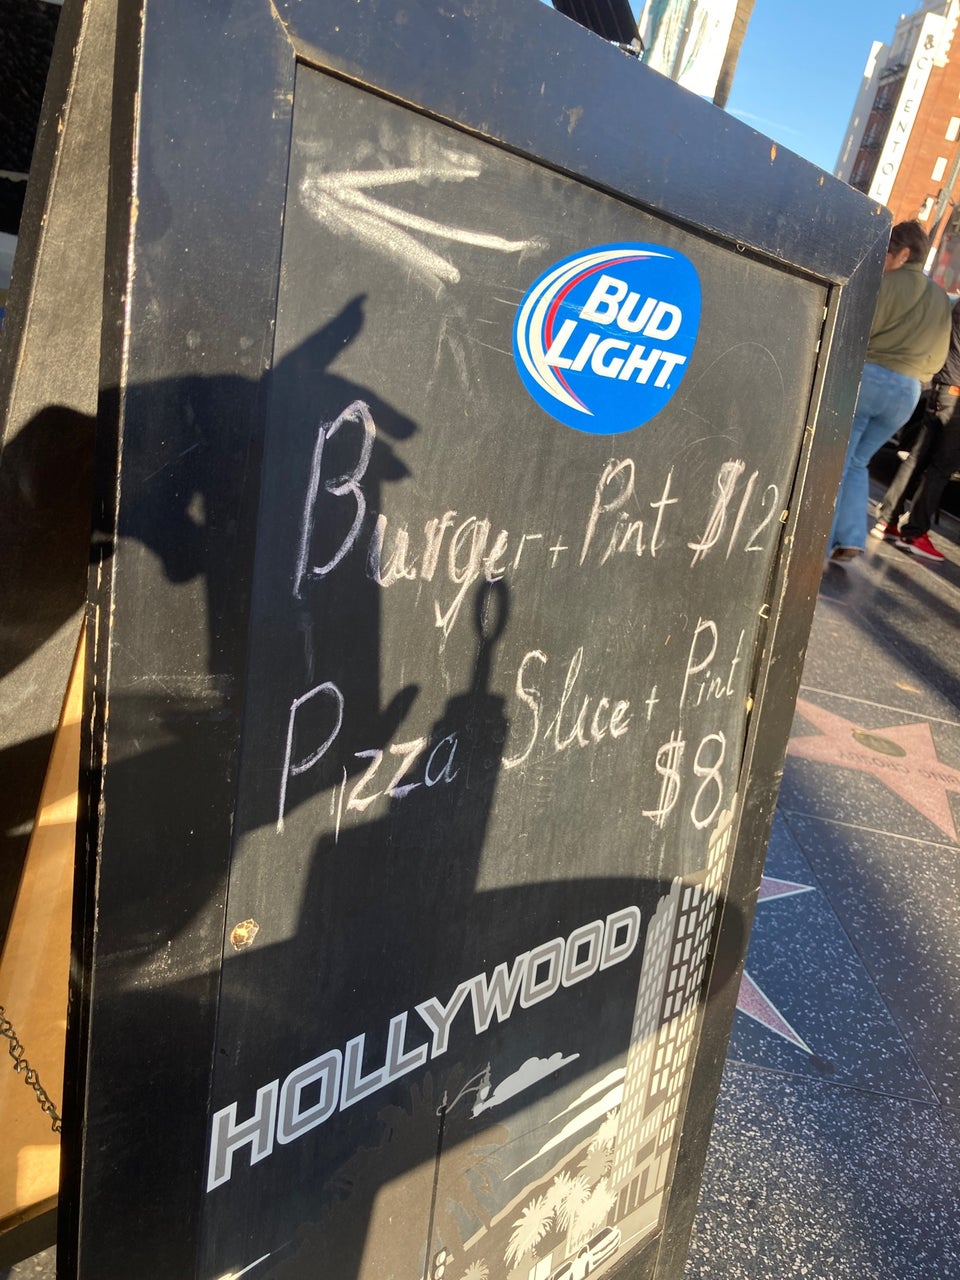 BUD
LIGHT
Burger + Pint $12
Pizza Slice + Pint
$8
HOLLYWOOD